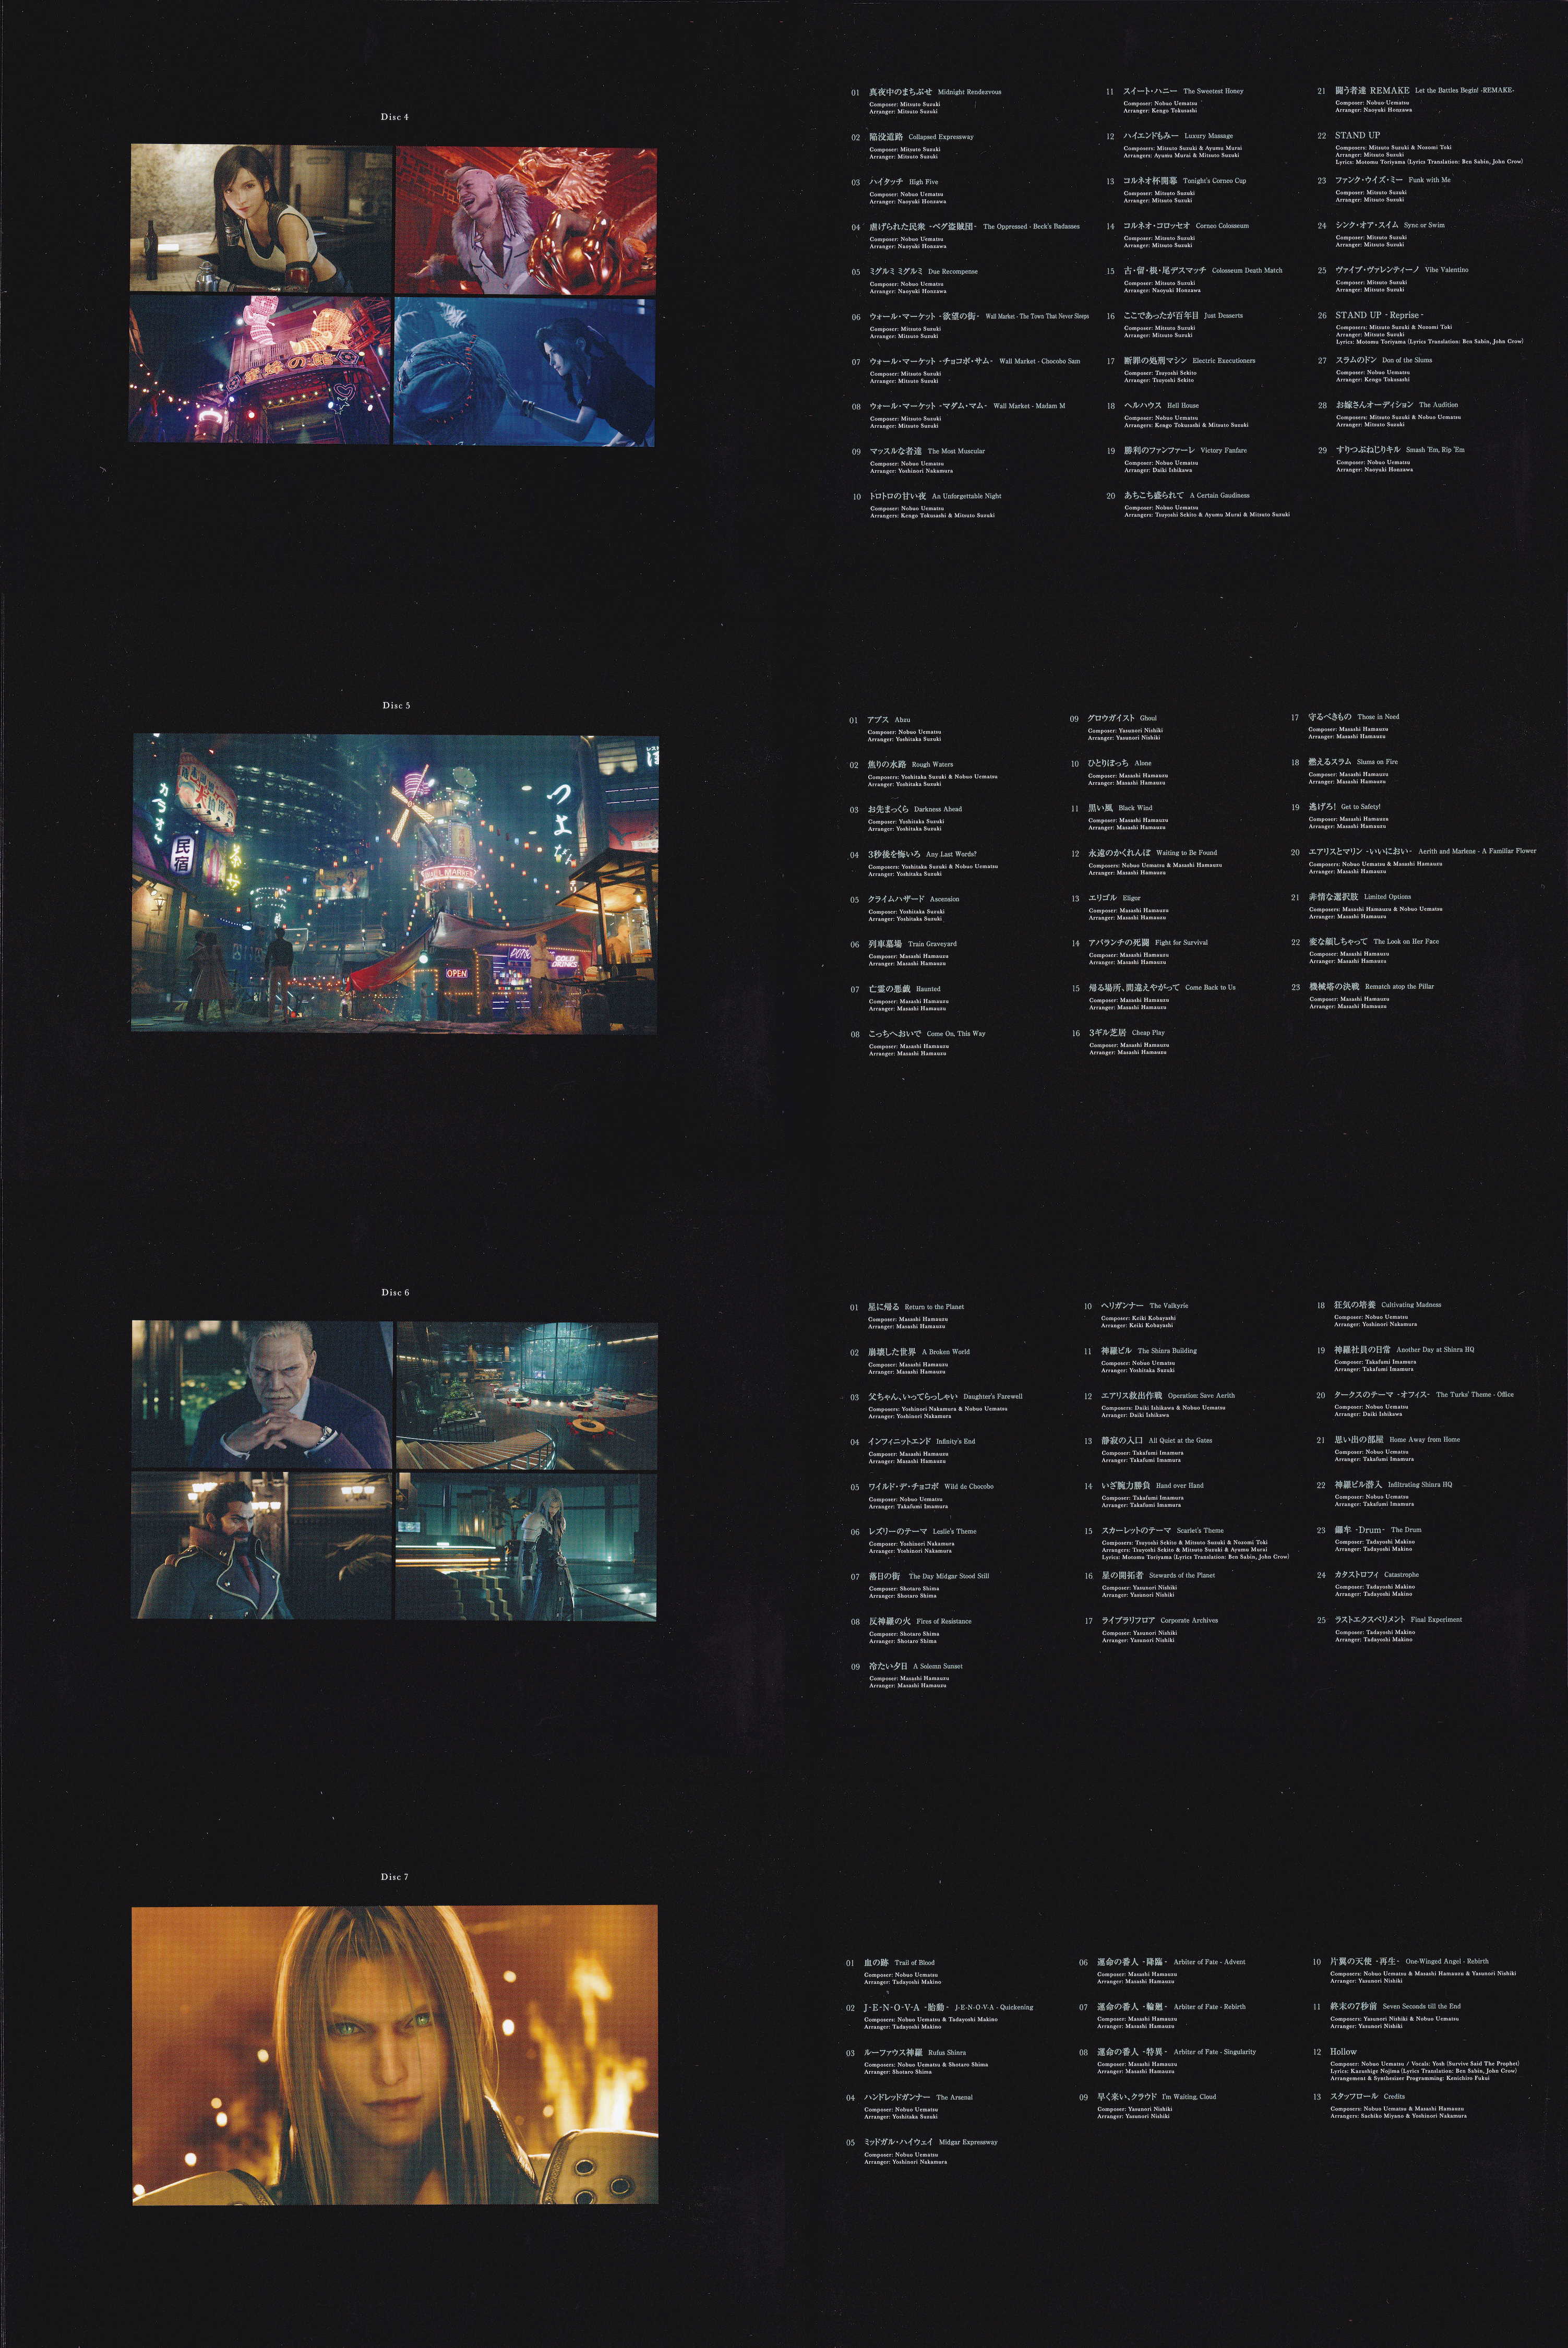 Disc 4
カラオケ
01 真夜中のまちぶせ Midnight Rendezvous
Composer: Mitsuto Suzuki
Arranger: Mitsuto Suzuki
02 陥没道路 Collapsed Expressway
Composer: Mitsuto Suzuki
Arranger: Mitsuto Suzuki
03 ハイタッチ High Five
Composer: Nobuo Uematsu
Arranger: Naoyuki Honzawa
04 虐げられた民衆 -ベグ盗賊団- The Oppressed - Beck's Badasses
Composer: Nobuo Uematsu
Arranger: Naoyuki Honzawa
05 ミグルミ ミグルミ Due Recompense
Composer: Nobuo Uematsu
Arranger: Naoyuki Honzawa
06 ウォール・マーケット -欲望の街- Wall Market - The Town That Never Sleeps
Composer: Mitsuto Suzuki
Arranger: Mitsuto Suzuki
07 ウォール・マーケット -チョコボ・サム- Wall Market - Chocobo Sam
Composer: Mitsuto Suzuki
Arranger: Mitsuto Suzuki
08 ウォール・マーケット -マダム・マム- Wall Market - Madam M
Composer: Mitsuto Suzuki
Arranger: Mitsuto Suzuki
09 マッスルな者達 The Most Muscular
Composer: Nobuo Uematsu
Arranger: Yoshinori Nakamura
10 トロトロの甘い夜 An Unforgettable Night
Composer: Nobuo Uematsu
Arrangers: Kengo Tokusashi & Mitsuto Suzuki
11 スイート・ハニー The Sweetest Honey
Composer: Nobuo Uematsu
Arranger: Kengo Tokusashi
12 ハイエンドもみー Luxury Massage
Composers: Mitsuto Suzuki & Ayumu Murai
Arrangers: Ayumu Murai & Mitsuto Suzuki
13 コルネオ杯開幕 Tonight's Corneo Cup
Composer: Mitsuto Suzuki
Arranger: Mitsuto Suzuki
14 コルネオ・コロッセオ Corneo Colosseum
Composer: Mitsuto Suzuki
Arranger: Mitsuto Suzuki
15 古・留・根・尾デスマッチ Colosseum Death Match
Composer: Mitsuto Suzuki
Arranger: Naoyuki Honzawa
16 ここであったが百年目 Just Desserts
Composer: Mitsuto Suzuki
Arranger: Mitsuto Suzuki
17 断罪の処刑マシン Electric Executioners
Composer: Tsuyoshi Sekito
Arranger: Tsuyoshi Sekito
18 ヘルハウス Hell House
Composer: Nobuo Uematsu
Arrangers: Kengo Tokusashi & Mitsuto Suzuki
19 勝利のファンファーレ Victory Fanfare
Composer: Nobuo Uematsu
Arranger: Daiki Ishikawa
20 あちこち盛られて A Certain Gaudiness
Composer: Nobuo Uematsu
Arrangers: Tsuyoshi Sekito & Ayumu Murai & Mitsuto Suzuki
21 闘う者達 REMAKE Let the Battles Begin! -REMAKE-
Composer: Nobuo Uematsu
Arranger: Naoyuki Honzawa
22 STAND UP
Composers: Mitsuto Suzuki & Nozomi Toki
Arranger: Mitsuto Suzuki
Lyrics: Motomu Toriyama (Lyrics Translation: Ben Sabin, John Crow)
23 ファンク・ウイズ・ミー Funk with Me
Composer: Mitsuto Suzuki
Arranger: Mitsuto Suzuki
24 シンク・オア・スイム Sync or Swim
Composer: Mitsuto Suzuki
Arranger: Mitsuto Suzuki
25 ヴァイブ・ヴァレンティーノ Vibe Valentino
Composer: Mitsuto Suzuki
Arranger: Mitsuto Suzuki
26 STAND UP - Reprise -
Composers: Mitsuto Suzuki & Nozomi Toki
Arranger: Mitsuto Suzuki
Lyrics: Motomu Toriyama (Lyrics Translation: Ben Sabin, John Crow)
27 スラムのドン Don of the Slums
Composer: Nobuo Uematsu
Arranger: Kengo Tokusashi
28 お嫁さんオーディション The Audition
Composers: Mitsuto Suzuki & Nobuo Uematsu
Arranger: Mitsuto Suzuki
29 すりつぶねじりキル Smash 'Em, Rip 'Em
Composer: Nobuo Uematsu
Arranger: Naoyuki Honzawa
Disc 5
民宿
つよ
WALL MARKET
OPEN
COLD DRINKS
01 アプス Abzu
Composer: Nobuo Uematsu
Arranger: Yoshitaka Suzuki
02 焦りの水路 Rough Waters
Composers: Yoshitaka Suzuki & Nobuo Uematsu
Arranger: Yoshitaka Suzuki
03 お先まっくら Darkness Ahead
Composer: Yoshitaka Suzuki
Arranger: Yoshitaka Suzuki
04 3秒後を悔いろ Any Last Words?
Composers: Yoshitaka Suzuki & Nobuo Uematsu
Arranger: Yoshitaka Suzuki
05 クライムハザード Ascension
Composer: Yoshitaka Suzuki
Arranger: Yoshitaka Suzuki
06 列車墓場 Train Graveyard
Composer: Masashi Hamauzu
Arranger: Masashi Hamauzu
07 亡霊の悪戯 Haunted
Composer: Masashi Hamauzu
Arranger: Masashi Hamauzu
08 こっちへおいで Come On, This Way
Composer: Masashi Hamauzu
Arranger: Masashi Hamauzu
09 グロウガイスト Ghoul
Composer: Yasunori Nishiki
Arranger: Yasunori Nishiki
10 ひとりぼっち Alone
Composer: Masashi Hamauzu
Arranger: Masashi Hamauzu
11 黒い風 Black Wind
Composer: Masashi Hamauzu
Arranger: Masashi Hamauzu
12 永遠のかくれんぼ Waiting to Be Found
Composers: Nobuo Uematsu & Masashi Hamauzu
Arranger: Masashi Hamauzu
13 エリゴル Eligor
Composer: Masashi Hamauzu
Arranger: Masashi Hamauzu
14 アバランチの死闘 Fight for Survival
Composer: Masashi Hamauzu
Arranger: Masashi Hamauzu
15 帰る場所、間違えやがって Come Back to Us
Composer: Masashi Hamauzu
Arranger: Masashi Hamauzu
16 3ギル芝居 Cheap Play
Composer: Masashi Hamauzu
Arranger: Masashi Hamauzu
17 守るべきもの Those in Need
Composer: Masashi Hamauzu
Arranger: Masashi Hamauzu
18 燃えるスラム Slums on Fire
Composer: Masashi Hamauzu
Arranger: Masashi Hamauzu
19 逃げろ! Get to Safety!
Composer: Masashi Hamauzu
Arranger: Masashi Hamauzu
20 エアリスとマリン -いいにおい- Aerith and Marlene - A Familiar Flower
Composers: Nobuo Uematsu & Masashi Hamauzu
Arranger: Masashi Hamauzu
21 非情な選択肢 Limited Options
Composers: Masashi Hamauzu & Nobuo Uematsu
Arranger: Masashi Hamauzu
22 変な顔しちゃって The Look on Her Face
Composer: Masashi Hamauzu
Arranger: Masashi Hamauzu
23 機械塔の決戦 Rematch atop the Pillar
Composer: Masashi Hamauzu
Arranger: Masashi Hamauzu
Disc 6
01 星に帰る Return to the Planet
Composer: Masashi Hamauzu
Arranger: Masashi Hamauzu
02 崩壊した世界 A Broken World
Composer: Masashi Hamauzu
Arranger: Masashi Hamauzu
03 父ちゃん、いってらっしゃい Daughter's Farewell
Composers: Yoshinori Nakamura & Nobuo Uematsu
Arranger: Yoshinori Nakamura
04 インフィニットエンド Infinity's End
Composer: Masashi Hamauzu
Arranger: Masashi Hamauzu
05 ワイルド・デ・チョコボ Wild de Chocobo
Composer: Nobuo Uematsu
Arranger: Takafumi Imamura
06 レズリーのテーマ Leslie's Theme
Composer: Yoshinori Nakamura
Arranger: Yoshinori Nakamura
07 落日の街 The Day Midgar Stood Still
Composer: Shotaro Shima
Arranger: Shotaro Shima
08 反神羅の火 Fires of Resistance
Composer: Shotaro Shima
Arranger: Shotaro Shima
09 冷たい夕日 A Solemn Sunset
Composer: Masashi Hamauzu
Arranger: Masashi Hamauzu
10 ヘリガンナー The Valkyrie
Composer: Keiki Kobayashi
Arranger: Keiki Kobayashi
11 神羅ビル The Shinra Building
Composer: Nobuo Uematsu
Arranger: Yoshitaka Suzuki
12 エアリス救出作戦 Operation: Save Aerith
Composers: Daiki Ishikawa & Nobuo Uematsu
Arranger: Daiki Ishikawa
13 静寂の入口 All Quiet at the Gates
Composer: Takafumi Imamura
Arranger: Takafumi Imamura
14 いざ腕力勝負 Hand over Hand
Composer: Takafumi Imamura
Arranger: Takafumi Imamura
15 スカーレットのテーマ Scarlet's Theme
Composers: Tsuyoshi Sekito & Mitsuto Suzuki & Nozomi Toki
Arrangers: Tsuyoshi Sekito & Mitsuto Suzuki & Ayumu Murai
Lyrics: Motomu Toriyama (Lyrics Translation: Ben Sabin, John Crow)
16 星の開拓者 Stewards of the Planet
Composer: Yasunori Nishiki
Arranger: Yasunori Nishiki
17 ライブラリフロア Corporate Archives
Composer: Yasunori Nishiki
Arranger: Yasunori Nishiki
18 狂気の培養 Cultivating Madness
Composer: Nobuo Uematsu
Arranger: Yoshinori Nakamura
19 神羅社員の日常 Another Day at Shinra HQ
Composer: Takafumi Imamura
Arranger: Takafumi Imamura
20 タークスのテーマ -オフィス- The Turks' Theme - Office
Composer: Nobuo Uematsu
Arranger: Daiki Ishikawa
21 思い出の部屋 Home Away from Home
Composer: Nobuo Uematsu
Arranger: Takafumi Imamura
22 神羅ビル潜入 Infiltrating Shinra HQ
Composer: Nobuo Uematsu
Arranger: Takafumi Imamura
23 鑼牟 -Drum- The Drum
Composer: Tadayoshi Makino
Arranger: Tadayoshi Makino
24 カタストロフィ Catastrophe
Composer: Tadayoshi Makino
Arranger: Tadayoshi Makino
25 ラストエクスペリメント Final Experiment
Composer: Tadayoshi Makino
Arranger: Tadayoshi Makino
Disc 7
01 血の跡 Trail of Blood
Composer: Nobuo Uematsu
Arranger: Tadayoshi Makino
02 J-E-N-O-V-A -胎動- J-E-N-O-V-A - Quickening
Composers: Nobuo Uematsu & Tadayoshi Makino
Arranger: Tadayoshi Makino
03 ルーファウス神羅 Rufus Shinra
Composers: Nobuo Uematsu & Shotaro Shima
Arranger: Shotaro Shima
04 ハンドレッドガンナー The Arsenal
Composer: Nobuo Uematsu
Arranger: Yoshitaka Suzuki
05 ミッドガル・ハイウェイ Midgar Expressway
Composer: Nobuo Uematsu
Arranger: Yoshinori Nakamura
06 運命の番人 -降臨- Arbiter of Fate - Advent
Composer: Masashi Hamauzu
Arranger: Masashi Hamauzu
07 運命の番人 -輪廻- Arbiter of Fate - Rebirth
Composer: Masashi Hamauzu
Arranger: Masashi Hamauzu
08 運命の番人 -特異- Arbiter of Fate - Singularity
Composer: Masashi Hamauzu
Arranger: Masashi Hamauzu
09 早く来い、クラウド I'm Waiting, Cloud
Composer: Yasunori Nishiki
Arranger: Yasunori Nishiki
10 片翼の天使 -再生- One-Winged Angel - Rebirth
Composers: Nobuo Uematsu & Masashi Hamauzu & Yasunori Nishiki
Arranger: Yasunori Nishiki
11 終末の7秒前 Seven Seconds till the End
Composers: Yasunori Nishiki & Nobuo Uematsu
Arranger: Yasunori Nishiki
12 Hollow
Composer: Nobuo Uematsu / Vocals: Yosh (Survive Said The Prophet)
Lyrics: Kazushige Nojima (Lyrics Translation: Ben Sabin, John Crow)
Arrangement & Synthesizer Programming: Kenichiro Fukui
13 スタッフロール Credits
Composers: Nobuo Uematsu & Masashi Hamauzu
Arrangers: Sachiko Miyano & Yoshinori Nakamura